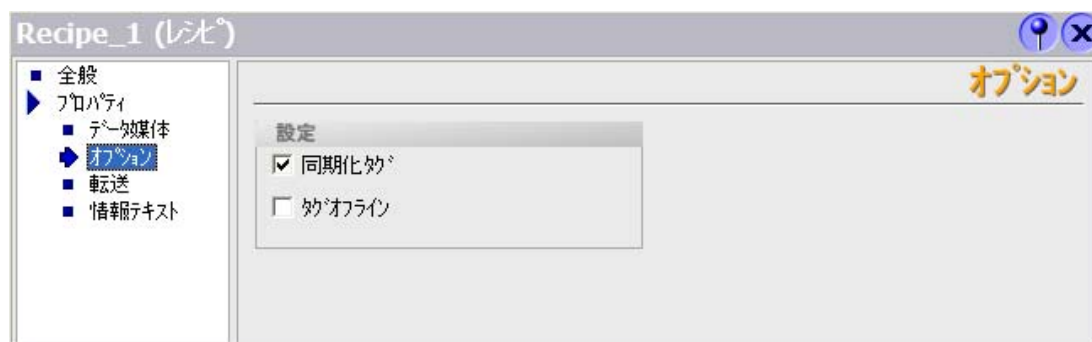 Recipe_1 (ﾚｼﾋﾟ)
全般
ﾌﾟﾛﾊﾟﾃｨ
ﾃﾞｰﾀ媒体
ｵﾌﾟｼｮﾝ
転送
情報テキスト
オプション
設定
同期化ﾀｸﾞ
ﾀｸﾞｵﾌﾗｲﾝ